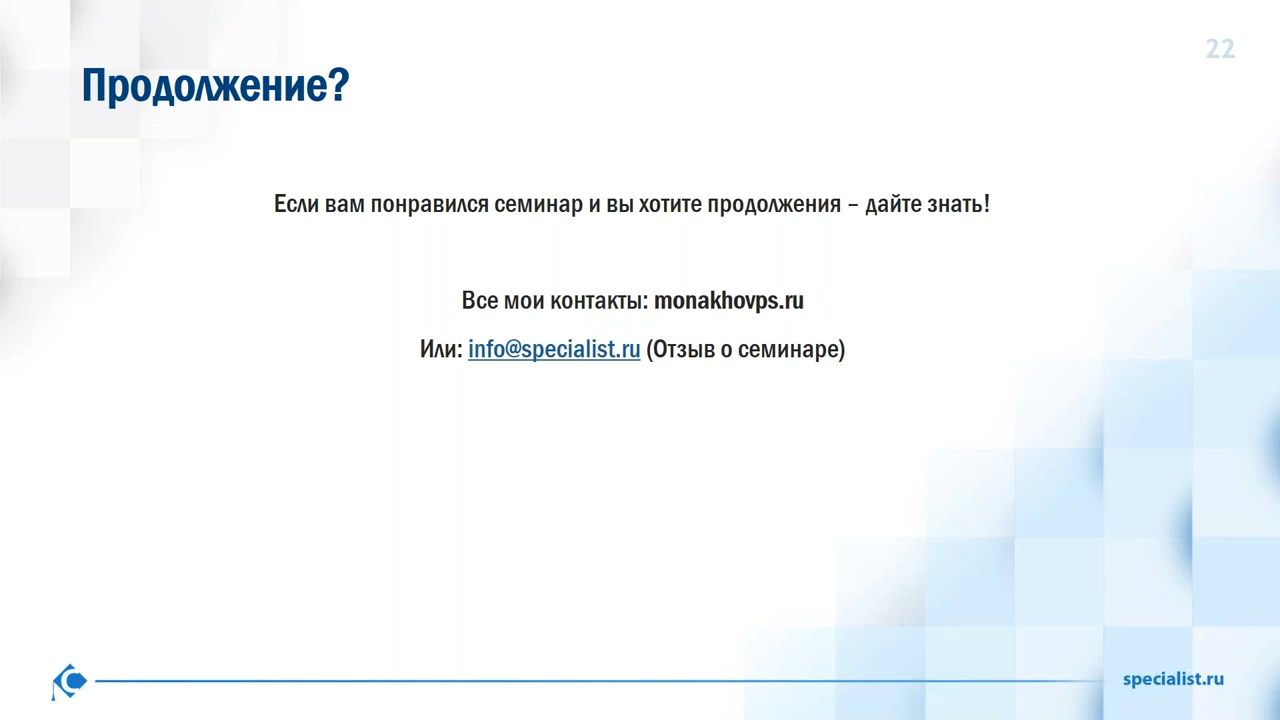 22
Продолжение?
Если вам понравился семинар и вы хотите продолжения – дайте знать!
Все мои контакты: monakhovps.ru
Или: info@specialist.ru (Отзыв о семинаре)
specialist.ru